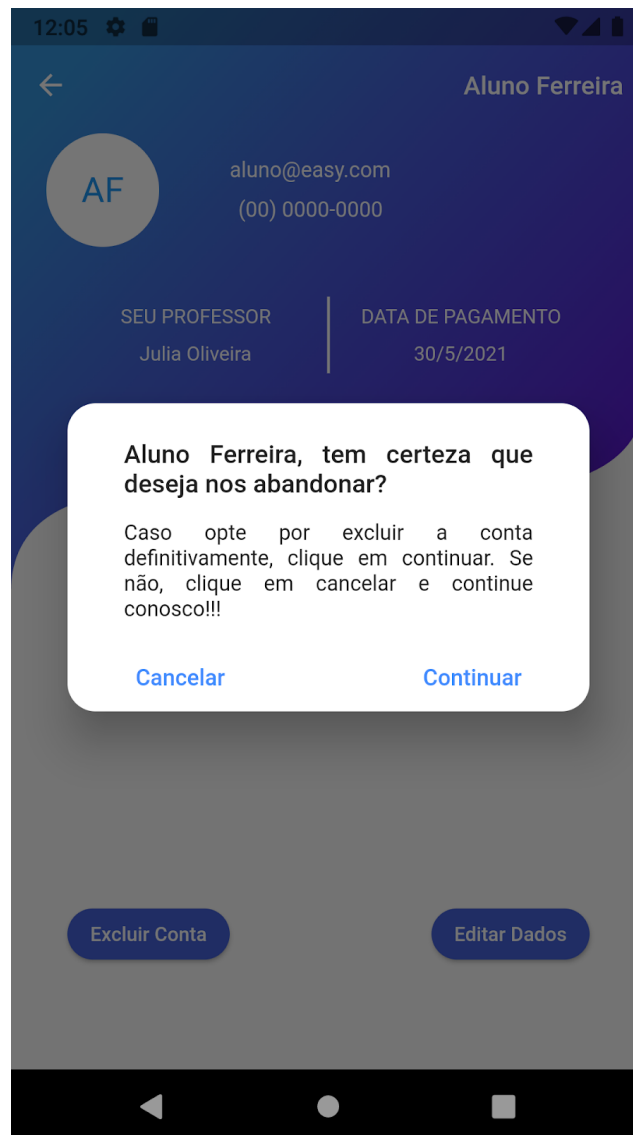 12:05
Aluno Ferreira
AF
aluno@easy.com
(00) 0000-0000
SEU PROFESSOR
Julia Oliveira
DATA DE PAGAMENTO
30/5/2021
Aluno Ferreira, tem certeza que
deseja nos abandonar?
Caso opte por excluir a conta
definitivamente, clique em continuar. Se
não, clique em cancelar e continue
conosco!!!
Cancelar
Continuar
Excluir Conta
Editar Dados